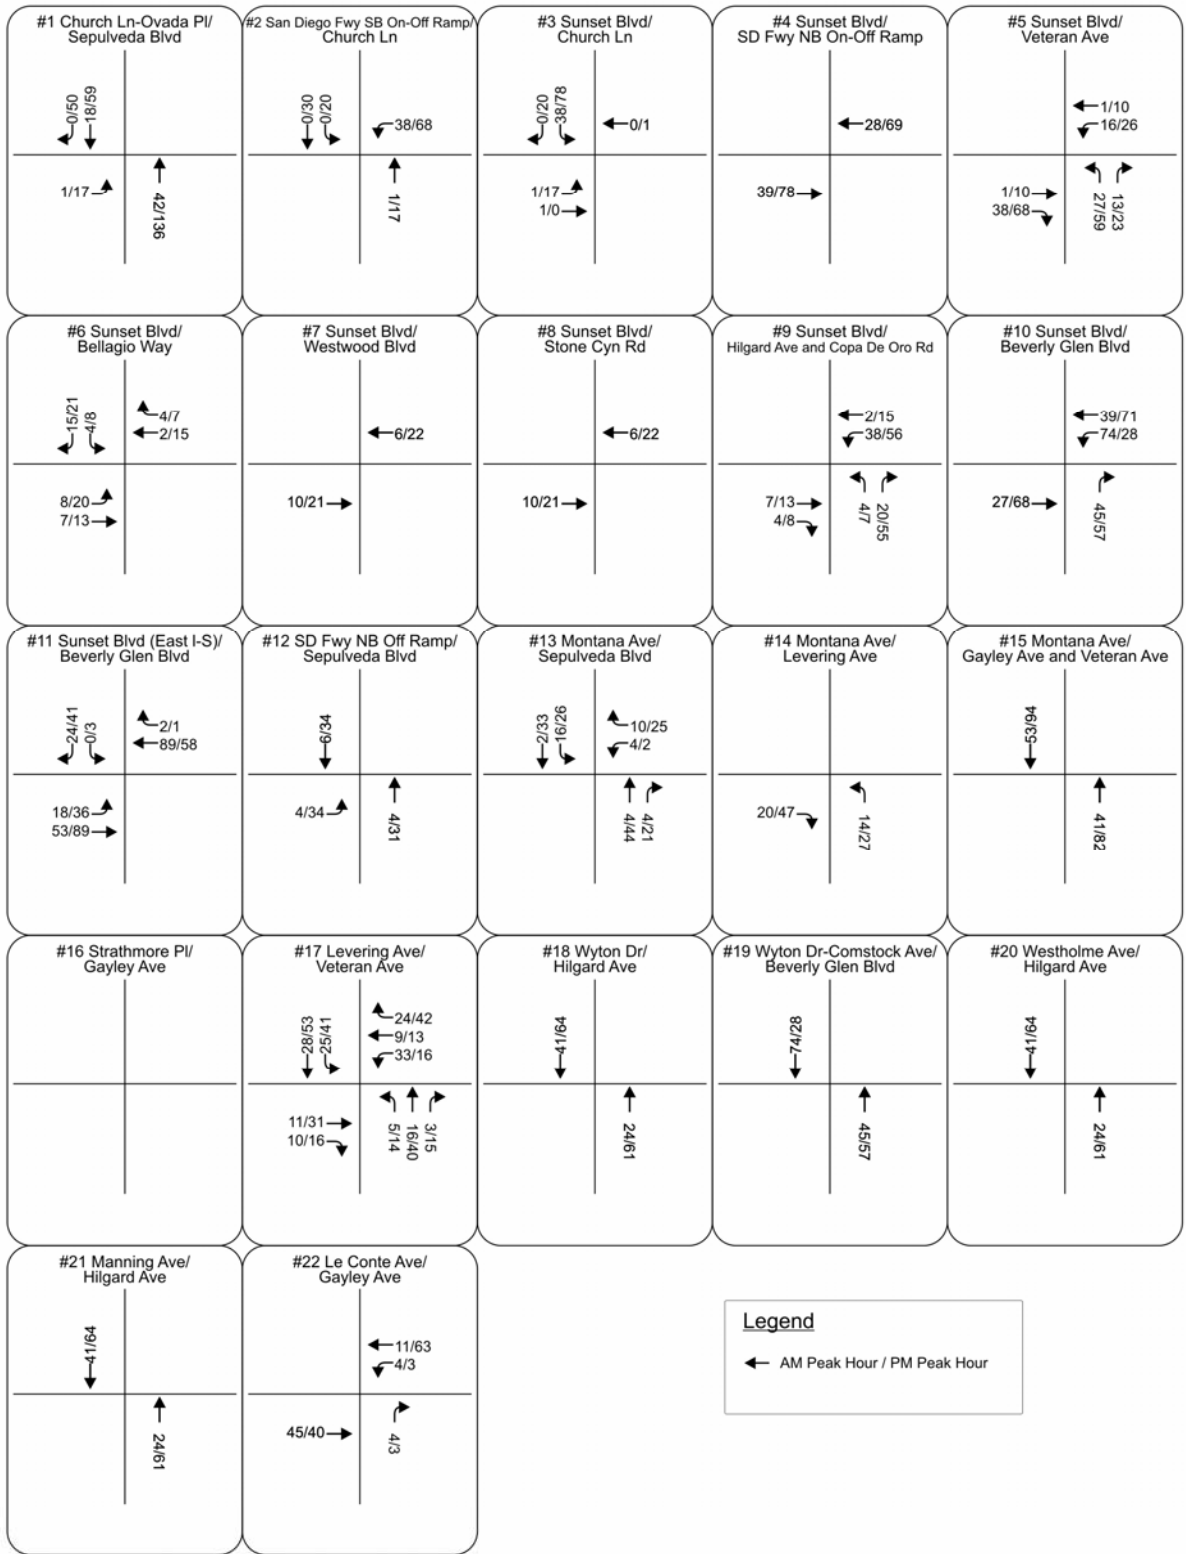 #1 Church Ln-Ovada Pl/
Sepulveda Blvd
0/50
18/59
1/17
42/136
#2 San Diego Fwy SB On-Off Ramp/
Church Ln
0/30
0/20
38/68
1/17
#3 Sunset Blvd/
Church Ln
0/20
38/78
0/1
1/17
1/0
#4 Sunset Blvd/
SD Fwy NB On-Off Ramp
28/69
39/78
#5 Sunset Blvd/
Veteran Ave
1/10
16/26
1/10
38/68
27/59
13/23
#6 Sunset Blvd/
Bellagio Way
15/21
4/8
4/7
2/15
8/20
7/13
#7 Sunset Blvd/
Westwood Blvd
6/22
10/21
#8 Sunset Blvd/
Stone Cyn Rd
6/22
10/21
#9 Sunset Blvd/
Hilgard Ave and Copa De Oro Rd
2/15
38/56
7/13
4/8
4/7
20/55
#10 Sunset Blvd/
Beverly Glen Blvd
39/71
74/28
27/68
45/57
#11 Sunset Blvd (East I-S)/
Beverly Glen Blvd
24/41
0/3
2/1
89/58
18/36
53/89
#12 SD Fwy NB Off Ramp/
Sepulveda Blvd
6/34
4/34
4/31
#13 Montana Ave/
Sepulveda Blvd
2/33
16/26
10/25
4/2
4/44
4/21
#14 Montana Ave/
Levering Ave
20/47
14/27
#15 Montana Ave/
Gayley Ave and Veteran Ave
53/94
41/82
#16 Strathmore Pl/
Gayley Ave
#17 Levering Ave/
Veteran Ave
28/53
25/41
24/42
9/13
33/16
11/31
10/16
5/14
16/40
3/15
#18 Wyton Dr/
Hilgard Ave
41/64
24/61
#19 Wyton Dr-Comstock Ave/
Beverly Glen Blvd
74/28
45/57
#20 Westholme Ave/
Hilgard Ave
41/64
24/61
#21 Manning Ave/
Hilgard Ave
41/64
24/61
#22 Le Conte Ave/
Gayley Ave
11/63
4/3
45/40
4/3
Legend
AM Peak Hour / PM Peak Hour